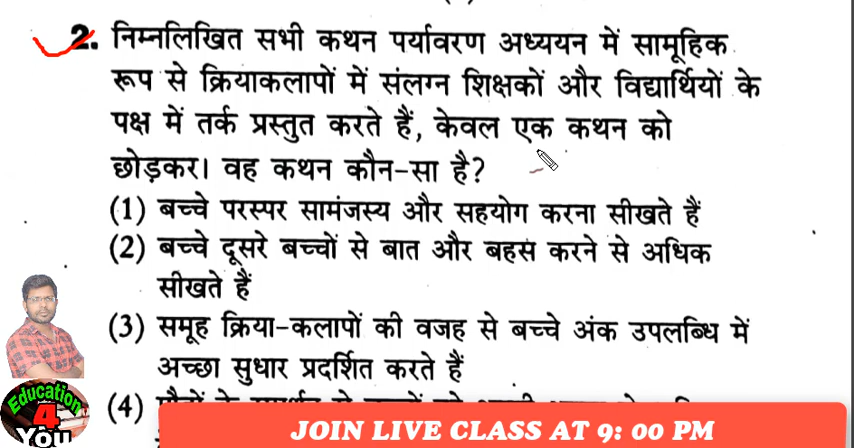 2. निम्नलिखित सभी कथन पर्यावरण अध्ययन में सामूहिक
रूप से क्रियाकलापों में संलग्न शिक्षकों और विद्यार्थियों के
पक्ष में तर्क प्रस्तुत करते हैं, केवल एक कथन को
छोड़कर। वह कथन कौन-सा है?
(1) बच्चे परस्पर सामंजस्य और सहयोग करना सीखते हैं
(2) बच्चे दूसरे बच्चों से बात और बहस करने से अधिक
सीखते हैं
(3) समूह क्रिया-कलापों की वजह से बच्चे अंक उपलब्धि में
अच्छा सुधार प्रदर्शित करते हैं
(4)
Education
4
You
JOIN LIVE CLASS AT 9: 00 PM